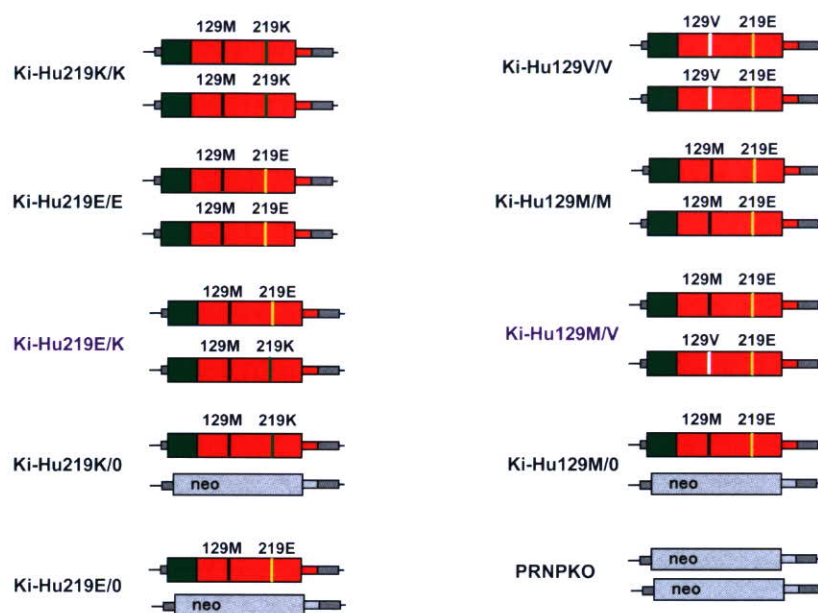 129M 219K
Ki-Hu219K/K
129M 219K
129M 219E
Ki-Hu219E/E
129M 219E
129M 219E
Ki-Hu219E/K
129M 219K
129M 219K
Ki-Hu219K/0
neo
129M 219E
Ki-Hu219E/0
neo
129V 219E
Ki-Hu129V/V
129V 219E
129M 219E
Ki-Hu129M/M
129M 219E
129M 219E
Ki-Hu129M/V
129V 219E
129M 219E
Ki-Hu129M/0
neo
neo
PRNPKO
neo